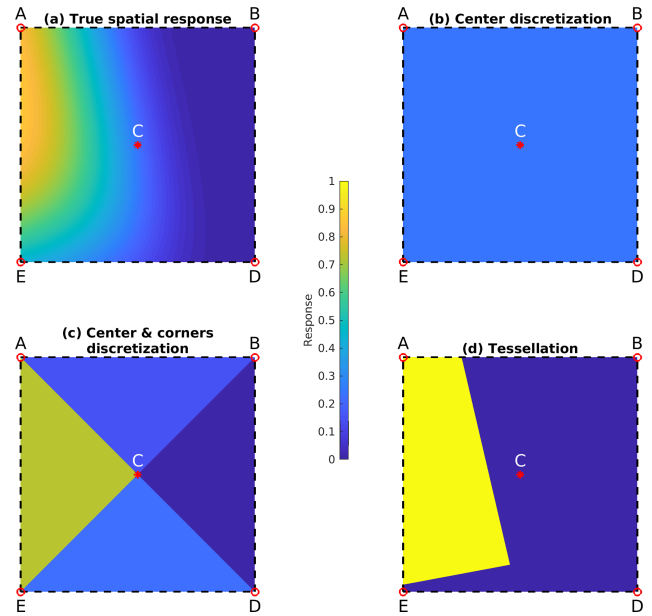 A
B
(a) True spatial response
C
E
D
A
B
(b) Center discretization
C
E
D
1
0.9
0.8
0.7
0.6
0.5
0.4
0.3
0.2
0.1
0
Response
(c) Center & corners
discretization
A
B
C
E
D
A
B
(d) Tessellation
C
E
D